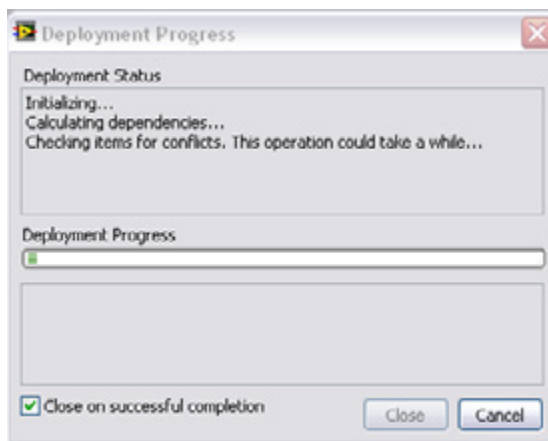 Deployment Progress
Deployment Status
Initializing...
Calculating dependencies...
Checking items for conflicts. This operation could take a while...
Deployment Progress
Close on successful completion
Close
Cancel